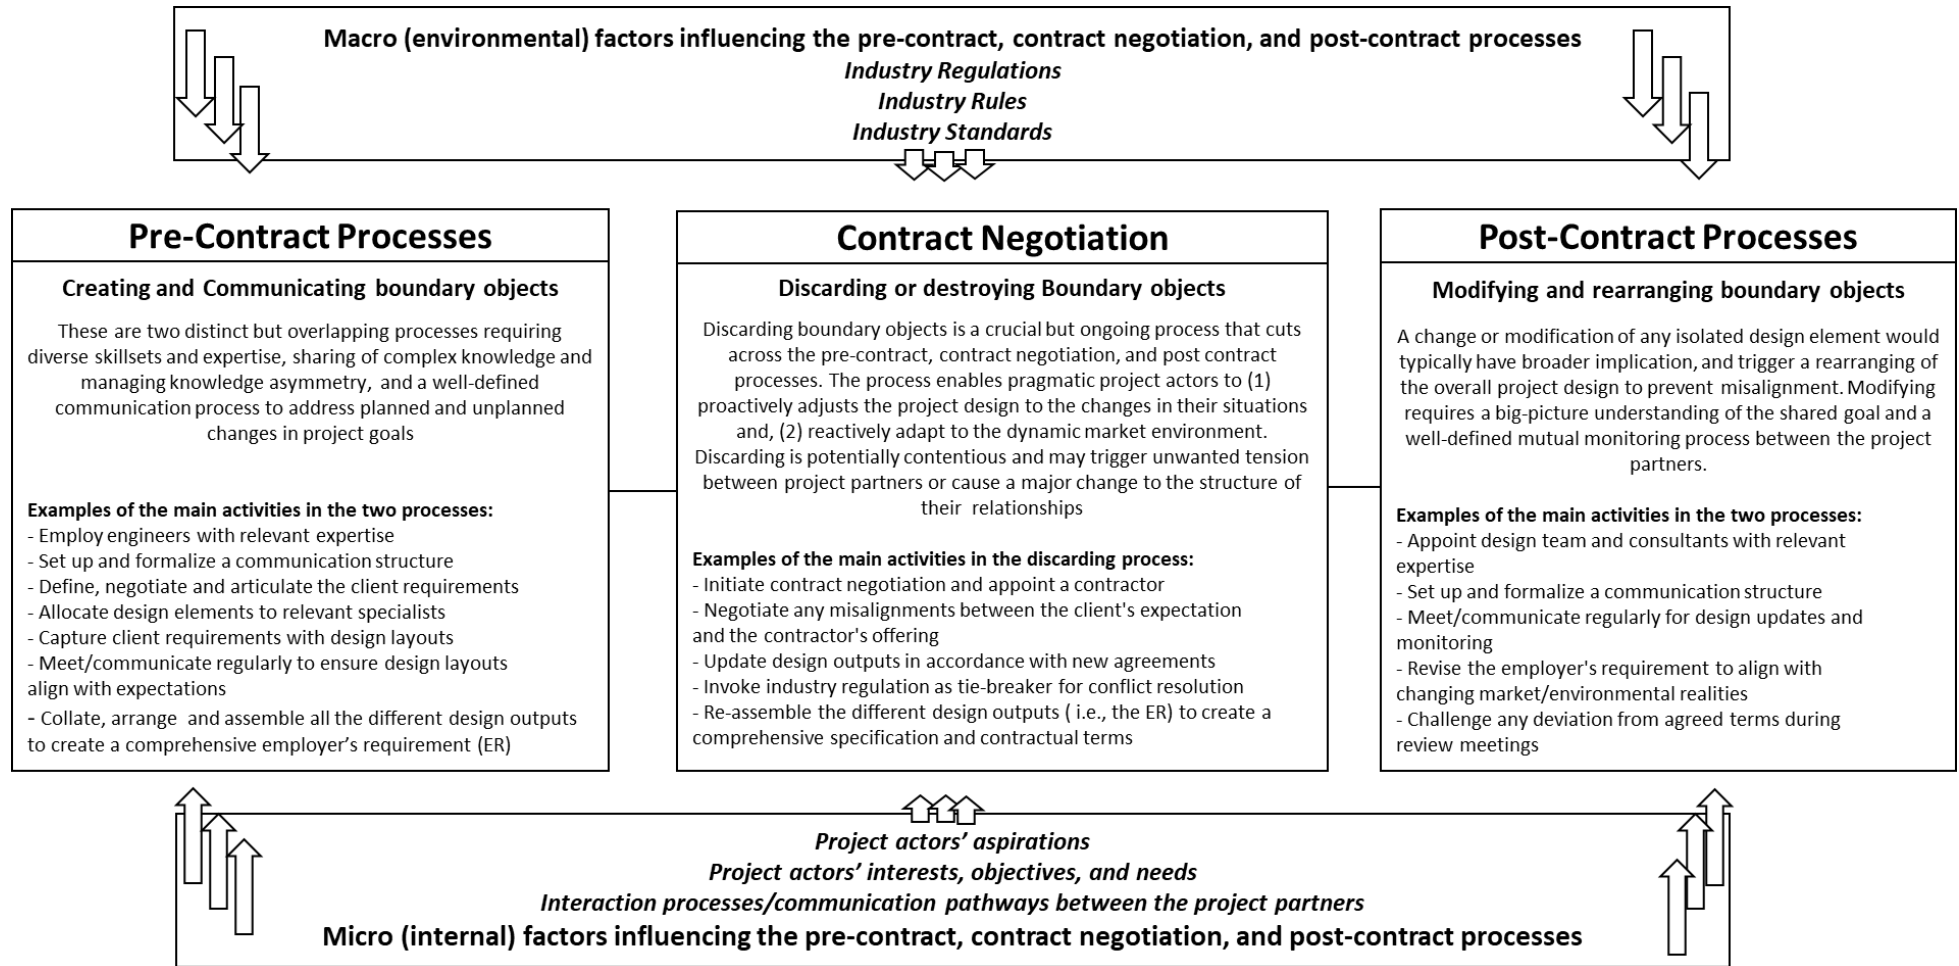 Macro (environmental) factors influencing the pre-contract, contract negotiation, and post-contract processes
Industry Regulations
Industry Rules
Industry Standards
Pre-Contract Processes
Creating and Communicating boundary objects
These are two distinct but overlapping processes requiring
diverse skillsets and expertise, sharing of complex knowledge and
managing knowledge asymmetry, and a well-defined
communication process to address planned and unplanned
changes in project goals
Examples of the main activities in the two processes:
- Employ engineers with relevant expertise
- Set up and formalize a communication structure
- Define, negotiate and articulate the client requirements
- Allocate design elements to relevant specialists
- Capture client requirements with design layouts
- Meet/communicate regularly to ensure design layouts
align with expectations
- Collate, arrange and assemble all the different design outputs
to create a comprehensive employer’s requirement (ER)
Contract Negotiation
Discarding or destroying Boundary objects
Discarding boundary objects is a crucial but ongoing process that cuts
across the pre-contract, contract negotiation, and post contract
processes. The process enables pragmatic project actors to (1)
proactively adjusts the project design to the changes in their situations
and, (2) reactively adapt to the dynamic market environment.
Discarding is potentially contentious and may trigger unwanted tension
between project partners or cause a major change to the structure of
their relationships
Examples of the main activities in the discarding process:
- Initiate contract negotiation and appoint a contractor
- Negotiate any misalignments between the client's expectation
and the contractor's offering
- Update design outputs in accordance with new agreements
- Invoke industry regulation as tie-breaker for conflict resolution
- Re-assemble the different design outputs ( i.e., the ER) to create a
comprehensive specification and contractual terms
Post-Contract Processes
Modifying and rearranging boundary objects
A change or modification of any isolated design element would
typically have broader implication, and trigger a rearranging of
the overall project design to prevent misalignment. Modifying
requires a big-picture understanding of the shared goal and a
well-defined mutual monitoring process between the project
partners.
Examples of the main activities in the two processes:
- Appoint design team and consultants with relevant
expertise
- Set up and formalize a communication structure
- Meet/communicate regularly for design updates and
monitoring
- Revise the employer's requirement to align with
changing market/environmental realities
- Challenge any deviation from agreed terms during
review meetings
Project actors’ aspirations
Project actors’ interests, objectives, and needs
Interaction processes/communication pathways between the project partners
Micro (internal) factors influencing the pre-contract, contract negotiation, and post-contract processes